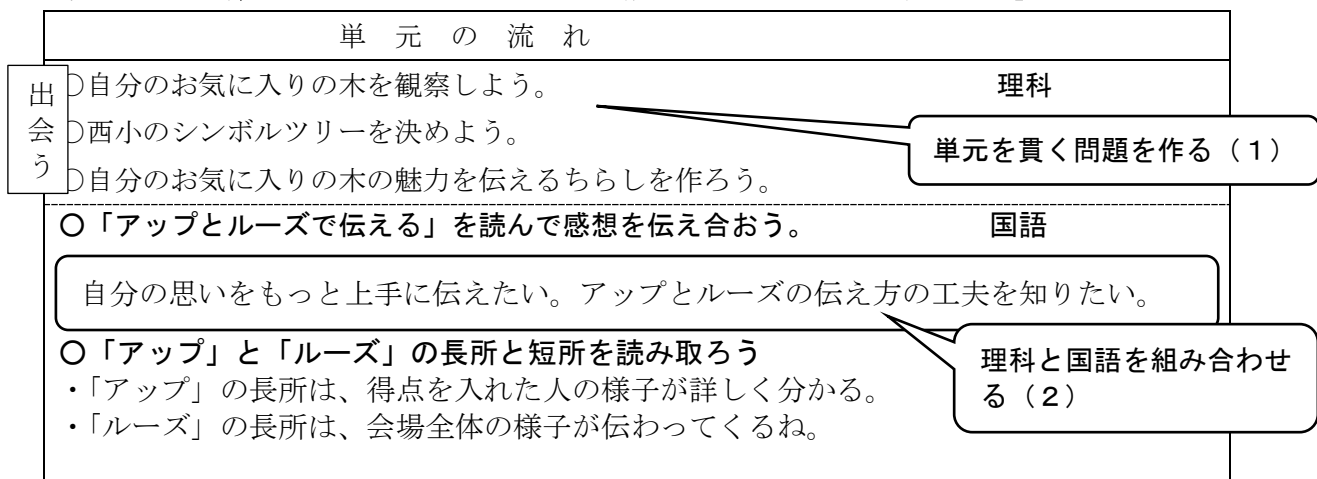 単 元 の 流 れ
出会う
○自分のお気に入りの木を観察しよう。 理科
○西小のシンボルツリーを決めよう。
単元を貫く問題を作る(1)
○自分のお気に入りの木の魅力を伝えるちらしを作ろう。
○「アップとルーズで伝える」を読んで感想を伝え合おう。 国語
自分の思いをもっと上手に伝えたい。アップとルーズの伝え方の工夫を知りたい。
○「アップ」と「ルーズ」の長所と短所を読み取ろう
理科と国語を組み合わせ
る(2)
・「アップ」の長所は、得点を入れた人の様子が詳しく分かる。
・「ルーズ」の長所は、会場全体の様子が伝わってくるね。